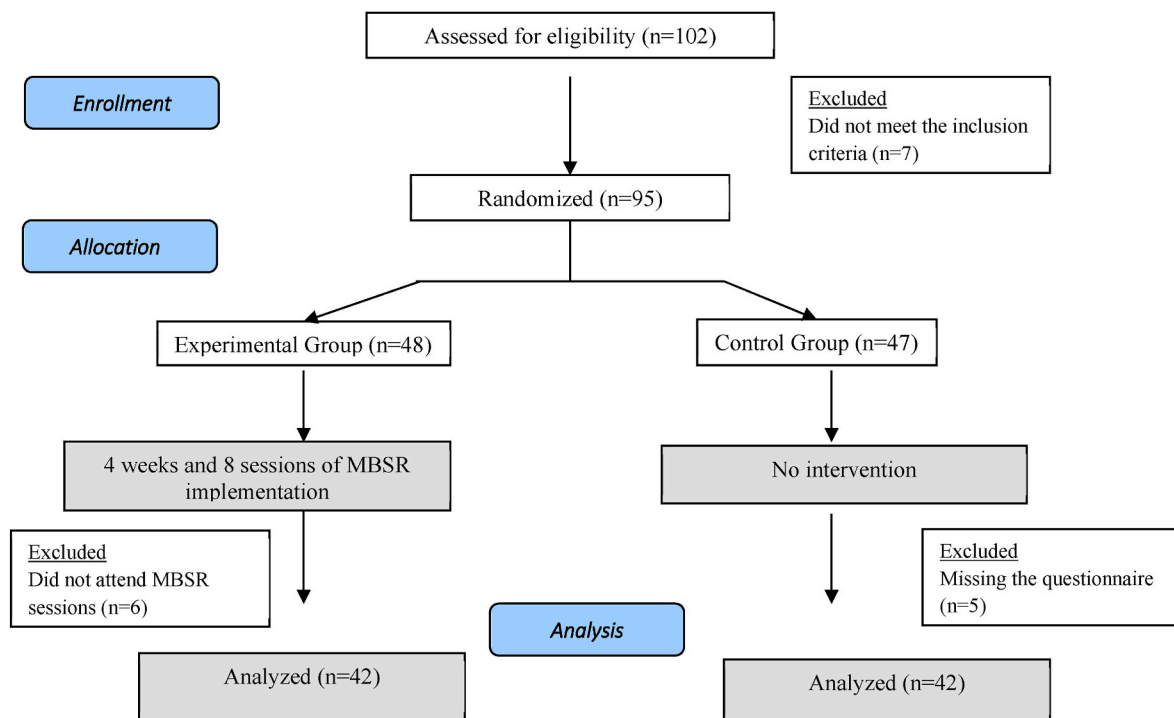 Assessed for eligibility (n=102)
Enrollment
Excluded
Did not meet the inclusion
criteria (n=7)
Randomized (n=95)
Allocation
Experimental Group (n=48)
Control Group (n=47)
4 weeks and 8 sessions of MBSR
implementation
No intervention
Excluded
Did not attend MBSR
sessions (n=6)
Excluded
Missing the questionnaire
(n=5)
Analysis
Analyzed (n=42)
Analyzed (n=42)